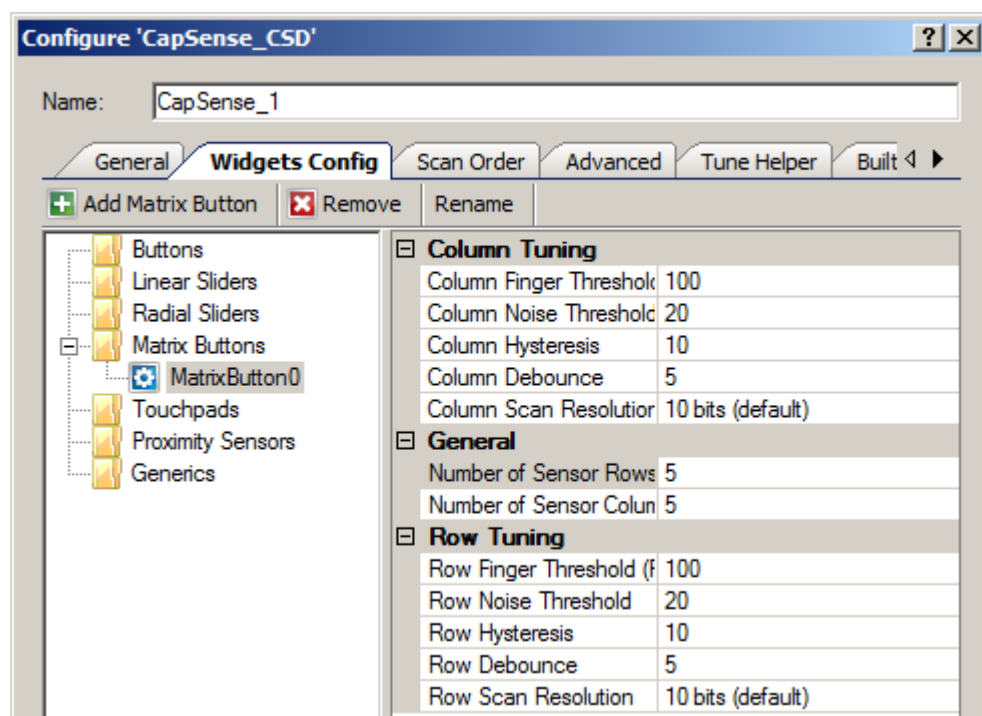 Configure 'CapSense_CSD'
Name: CapSense_1
General Widgets Config Scan Order Advanced Tune Helper Built
Add Matrix Button Remove Rename
Buttons
Linear Sliders
Radial Sliders
Matrix Buttons
MatrixButton0
Touchpads
Proximity Sensors
Generics
Column Tuning
Column Finger Threshold 100
Column Noise Threshold 20
Column Hysteresis 10
Column Debounce 5
Column Scan Resolution 10 bits (default)
General
Number of Sensor Rows 5
Number of Sensor Colum 5
Row Tuning
Row Finger Threshold (F 100
Row Noise Threshold 20
Row Hysteresis 10
Row Debounce 5
Row Scan Resolution 10 bits (default)